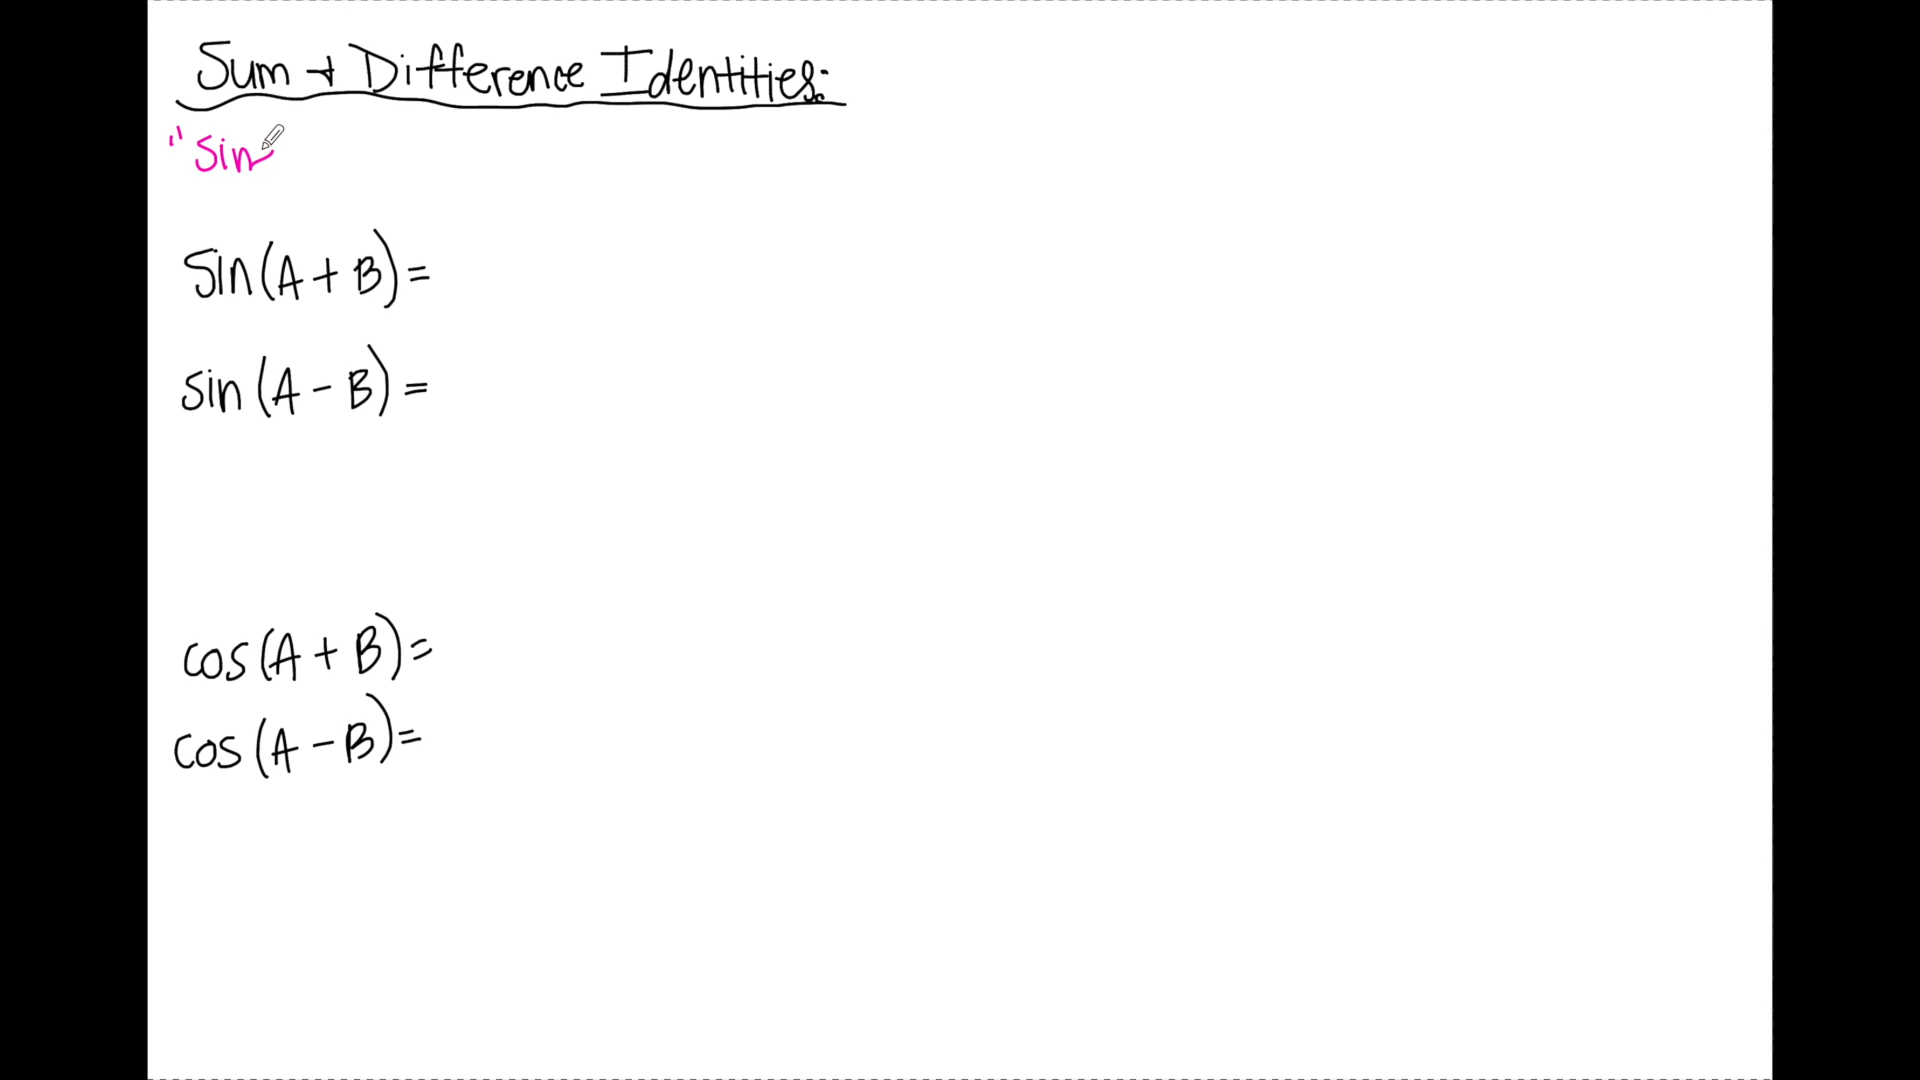 Sum + Difference Identities:
" Sin
Sin(A + B) =
sin (A - B) =
cos (A + B) =
cos (A - B) =